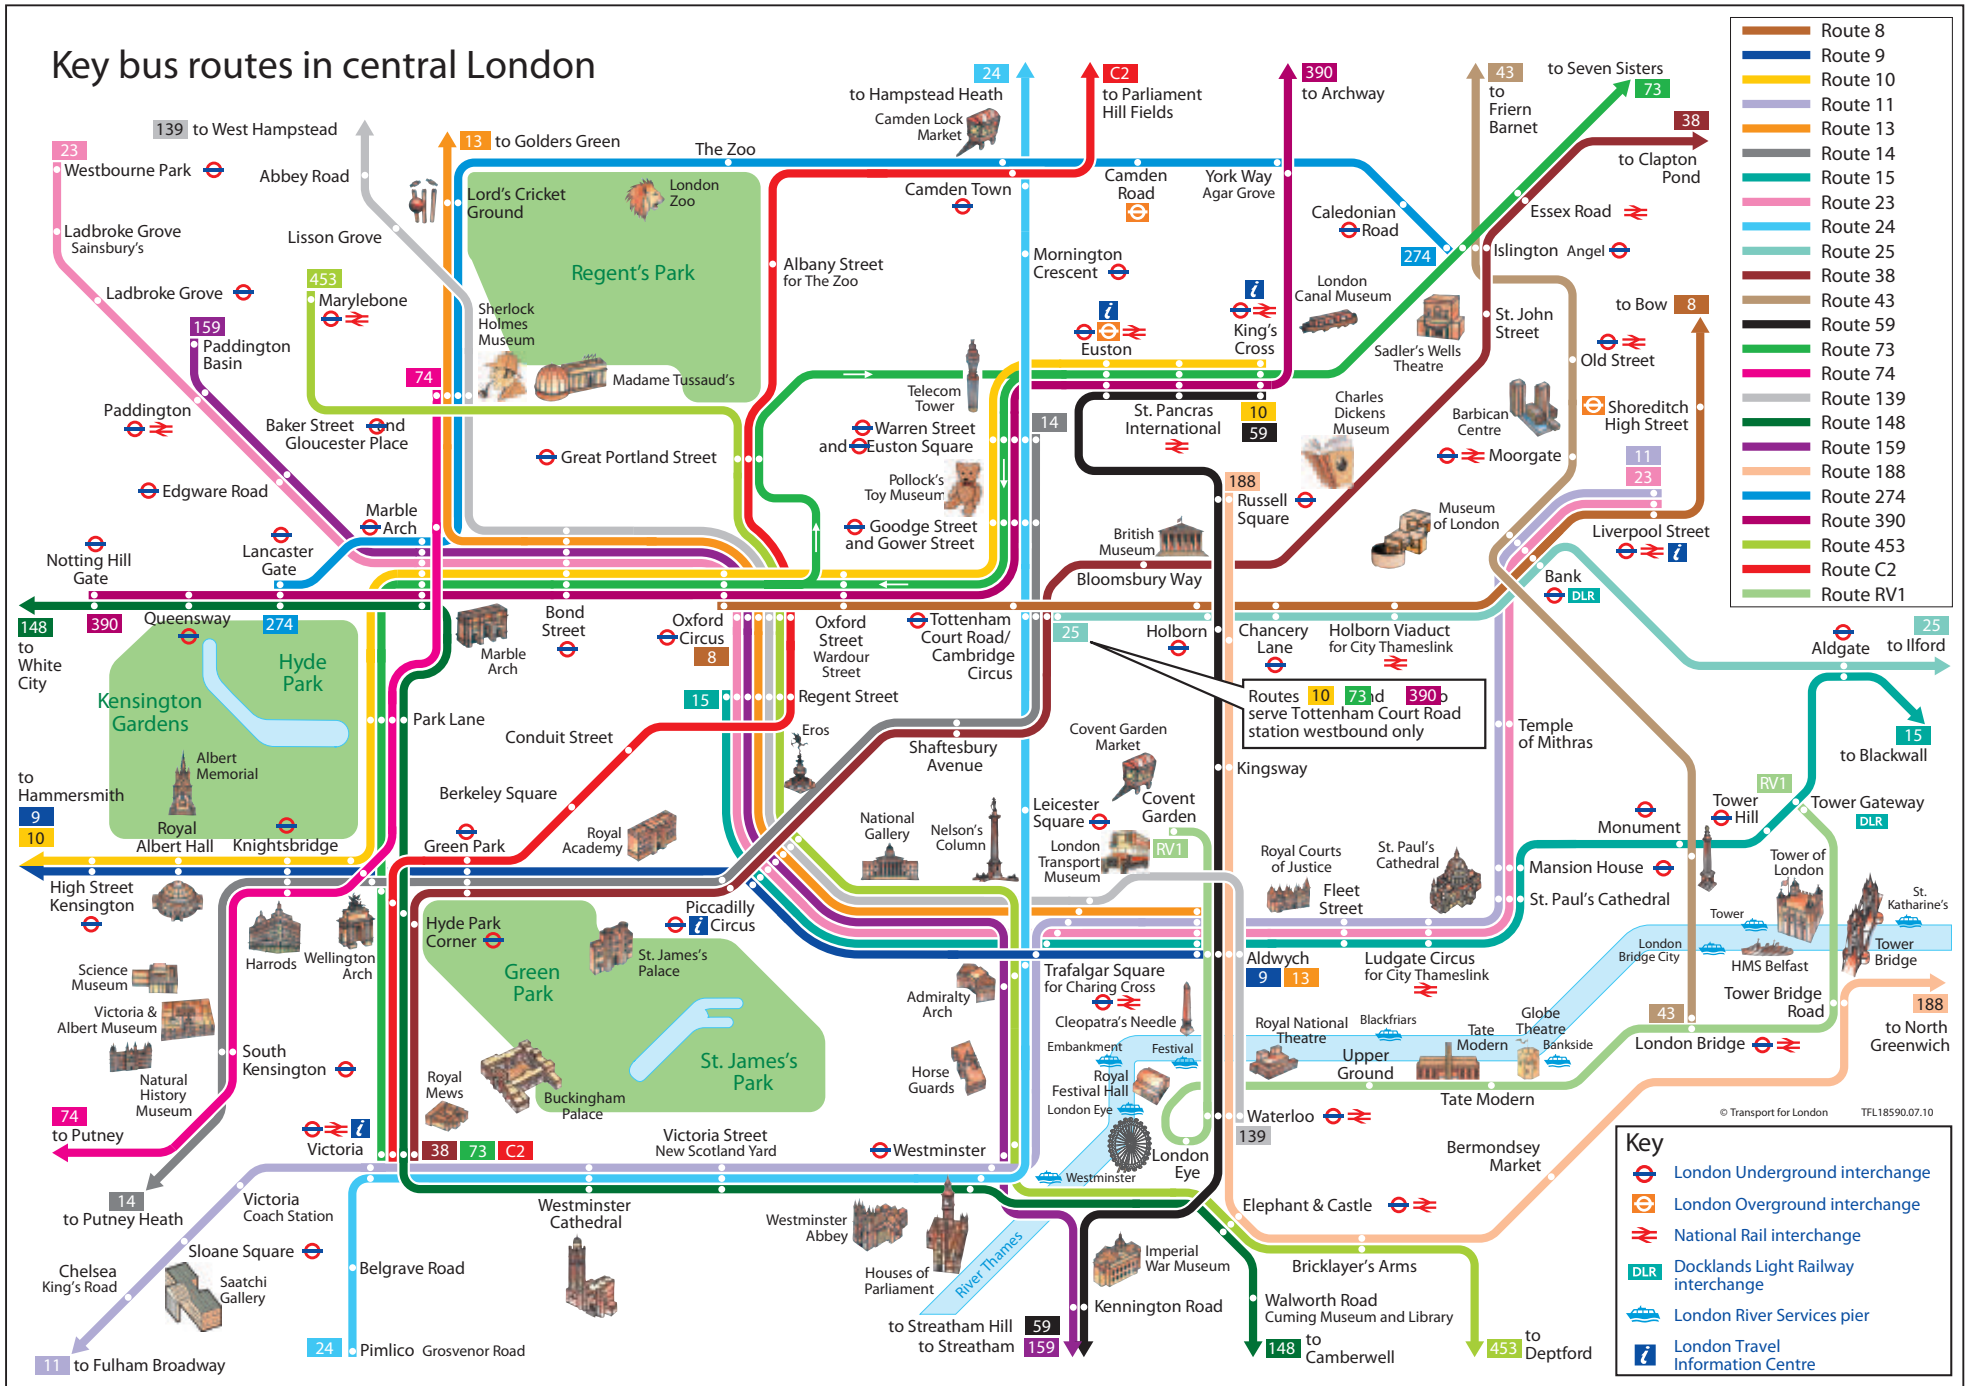 Key bus routes in central London
Route 8
Route 9
Route 10
Route 11
Route 13
Route 14
Route 15
Route 23
Route 24
Route 25
Route 38
Route 43
Route 59
Route 73
Route 74
Route 139
Route 148
Route 159
Route 188
Route 274
Route 390
Route 453
Route C2
Route RV1
24
to Hampstead Heath
C2
to Parliament
Hill Fields
390
to Archway
43
to
Friern
Barnet
to Seven Sisters
73
38
to Clapton
Pond
139 to West Hampstead
13 to Golders Green
23
Westbourne Park
Abbey Road
Ladbroke Grove
Sainsbury's
Lisson Grove
Ladbroke Grove
453
Marylebone
159
Paddington
Basin
Paddington
Edgware Road
Lord's Cricket
Ground
London
Zoo
The Zoo
Regent's Park
Sherlock
Holmes
Museum
Madame Tussaud's
74
Baker Street and
Gloucester Place
Great Portland Street
Albany Street
for The Zoo
Camden Lock
Market
Camden Town
Camden
Road
York Way
Agar Grove
Caledonian
Road
274
Islington Angel
Essex Road
Mornington
Crescent
Euston
King's
Cross
London
Canal Museum
Sadler's Wells
Theatre
St. John
Street
to Bow 8
Old Street
Shoreditch
High Street
Barbican
Centre
Moorgate
11
23
Liverpool Street
Telecom
Tower
Warren Street
and Euston Square
Pollock's
Toy Museum
Goodge Street
and Gower Street
14
St. Pancras
International
10
59
Charles
Dickens
Museum
188
Russell
Square
British
Museum
Bloomsbury Way
Museum
of London
Bank
DLR
Marble
Arch
Lancaster
Gate
Notting Hill
Gate
148
to
White
City
390
Queensway
274
Marble
Arch
Bond
Street
Oxford
Circus
8
Oxford
Street
Wardour
Street
Tottenham
Court Road/
Cambridge
Circus
25
Holborn
Chancery
Lane
Holborn Viaduct
for City Thameslink
Aldgate
25
to Ilford
Routes 10 73 nd 390 o
serve Tottenham Court Road
station westbound only
Hyde
Park
Kensington
Gardens
Albert
Memorial
Royal
Albert Hall
Knightsbridge
to
Hammersmith
9
10
High Street
Kensington
Park Lane
Conduit Street
Berkeley Square
Green Park
Royal
Academy
15
Regent Street
Eros
Shaftesbury
Avenue
National
Gallery
Nelson's
Column
Leicester
Square
Covent Garden
Market
Covent
Garden
RV1
London
Transport
Museum
Kingsway
Royal Courts
of Justice
Fleet
Street
St. Paul's
Cathedral
Temple
of Mithras
Mansion House
St. Paul's Cathedral
Monument
Tower
Hill
RV1
Tower Gateway
DLR
15
to Blackwall
Tower of
London
St.
Katharine's
Tower
Tower
Bridge
HMS Belfast
London
Bridge City
Tower Bridge
Road
188
to North
Greenwich
Harrods
Wellington
Arch
Hyde Park
Corner
Green
Park
St. James's
Palace
Piccadilly
Circus
Science
Museum
Victoria &
Albert Museum
Natural
History
Museum
South
Kensington
74
to Putney
14
to Putney Heath
Victoria
Royal
Mews
Buckingham
Palace
St. James's
Park
38
73
C2
Victoria Street
New Scotland Yard
Admiralty
Arch
Horse
Guards
Westminster
Trafalgar Square
for Charing Cross
Cleopatra's Needle
Aldwych
9
13
Ludgate Circus
for City Thameslink
Embankment
Festival
Royal
Festival Hall
London Eye
London
Eye
Westminster
Royal National
Theatre
Blackfriars
Upper
Ground
Tate
Modern
Globe
Theatre
Bankside
Tate Modern
43
London Bridge
Waterloo
139
Bermondsey
Market
© Transport for London
TFL18590.07.10
Victoria
Coach Station
Sloane Square
Chelsea
King's Road
Saatchi
Gallery
11 to Fulham Broadway
Belgrave Road
24
Pimlico Grosvenor Road
Westminster
Cathedral
Westminster
Abbey
Houses of
Parliament
River Thames
Imperial
War Museum
Elephant & Castle
Bricklayer's Arms
Kennington Road
to Streatham Hill 59
to Streatham 159
Walworth Road
Cuming Museum and Library
148 to
Camberwell
453 to
Deptford
Key
London Underground interchange
London Overground interchange
National Rail interchange
DLR
Docklands Light Railway
interchange
London River Services pier
London Travel
Information Centre